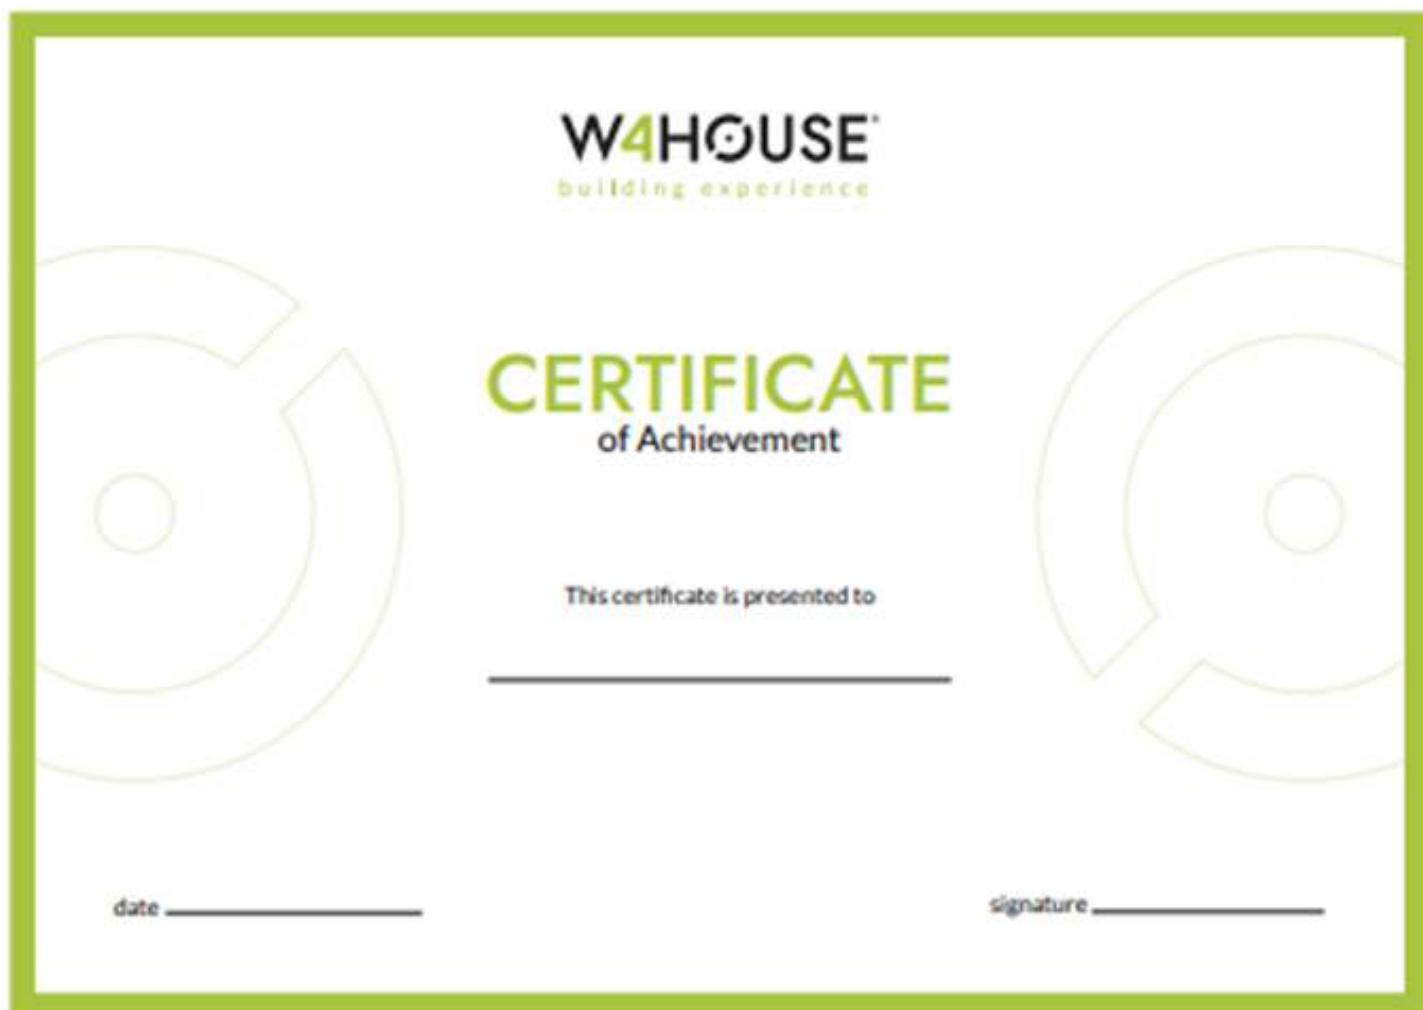 W4HOUSE
building experience
CERTIFICATE
of Achievement
This certificate is presented to
date
signature